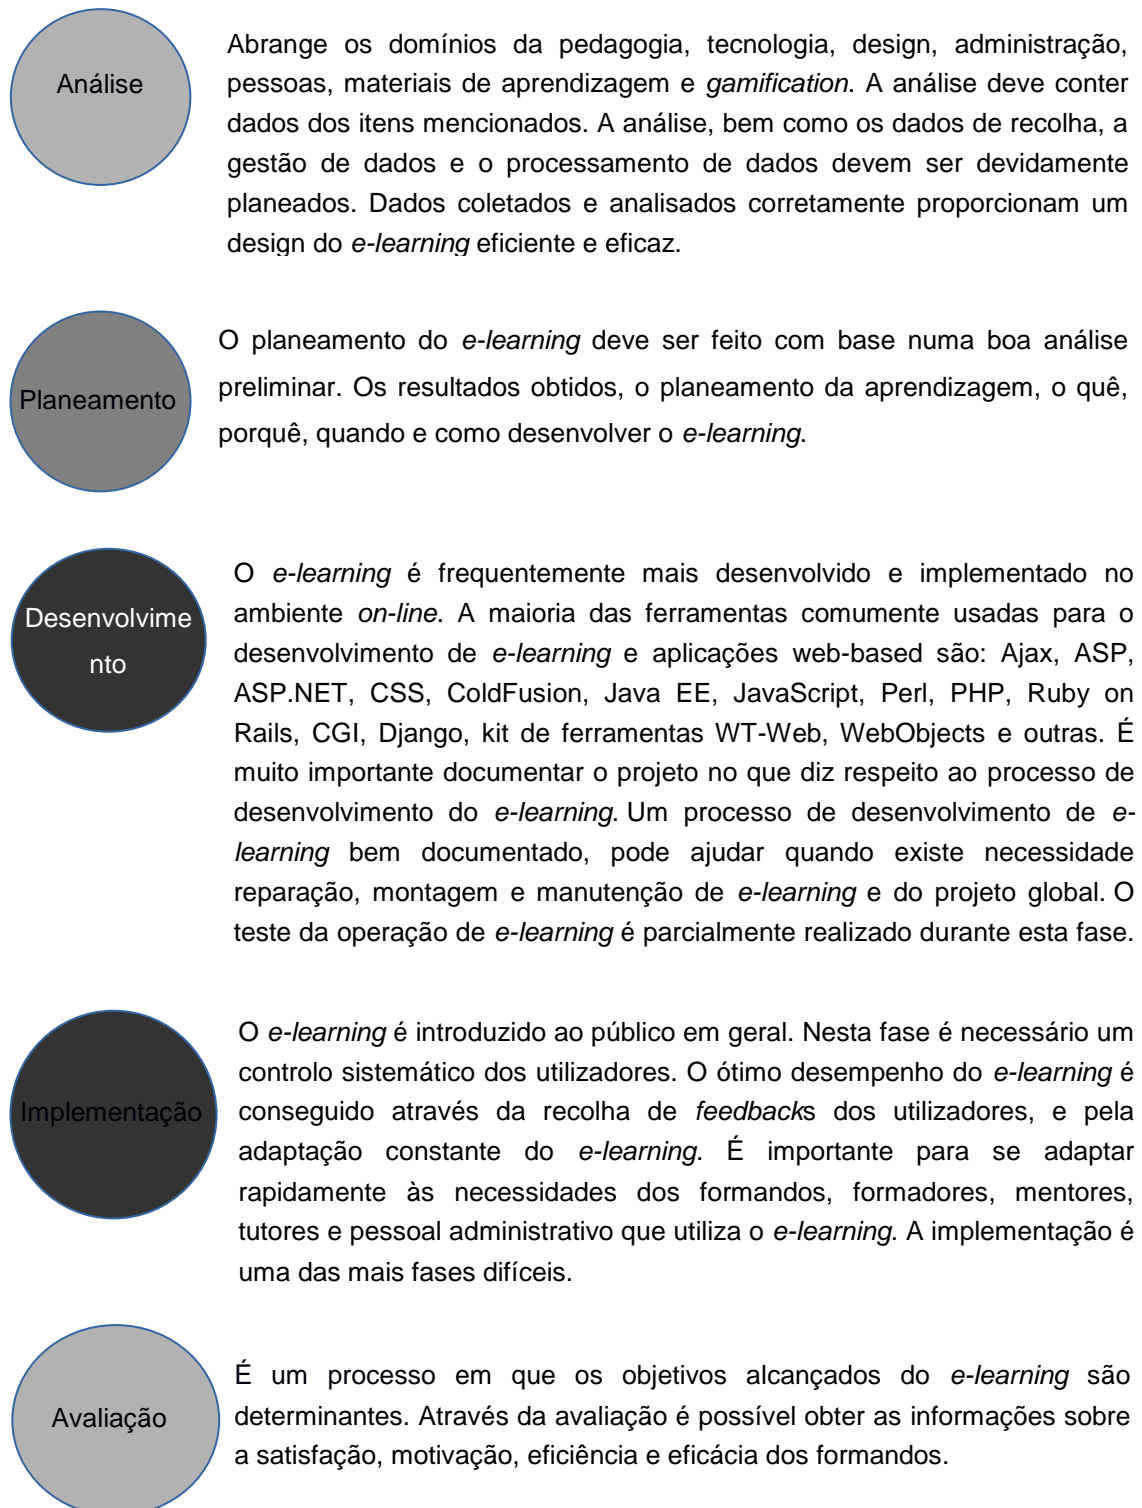 Análise
Abrange os domínios da pedagogia, tecnologia, design, administração,
pessoas, materiais de aprendizagem e gamification. A análise deve conter
dados dos itens mencionados. A análise, bem como os dados de recolha, a
gestão de dados e o processamento de dados devem ser devidamente
planeados. Dados coletados e analisados corretamente proporcionam um
design do e-learning eficiente e eficaz.
Planeamento
O planeamento do e-learning deve ser feito com base numa boa análise
preliminar. Os resultados obtidos, o planeamento da aprendizagem, o quê,
porquê, quando e como desenvolver o e-learning.
Desenvolvime
nto
O e-learning é frequentemente mais desenvolvido e implementado no
ambiente on-line. A maioria das ferramentas comumente usadas para o
desenvolvimento de e-learning e aplicações web-based são: Ajax, ASP,
ASP.NET, CSS, ColdFusion, Java EE, JavaScript, Perl, PHP, Ruby on
Rails, CGI, Django, kit de ferramentas WT-Web, WebObjects e outras. É
muito importante documentar o projeto no que diz respeito ao processo de
desenvolvimento do e-learning. Um processo de desenvolvimento de e-
learning bem documentado, pode ajudar quando existe necessidade
reparação, montagem e manutenção de e-learning e do projeto global. O
teste da operação de e-learning é parcialmente realizado durante esta fase.
Implementação
O e-learning é introduzido ao público em geral. Nesta fase é necessário um
controlo sistemático dos utilizadores. O ótimo desempenho do e-learning é
conseguido através da recolha de feedbacks dos utilizadores, e pela
adaptação constante do e-learning. É importante para se adaptar
rapidamente às necessidades dos formandos, formadores, mentores,
tutores e pessoal administrativo que utiliza o e-learning. A implementação é
uma das mais fases difíceis.
Avaliação
É um processo em que os objetivos alcançados do e-learning são
determinantes. Através da avaliação é possível obter as informações sobre
a satisfação, motivação, eficiência e eficácia dos formandos.